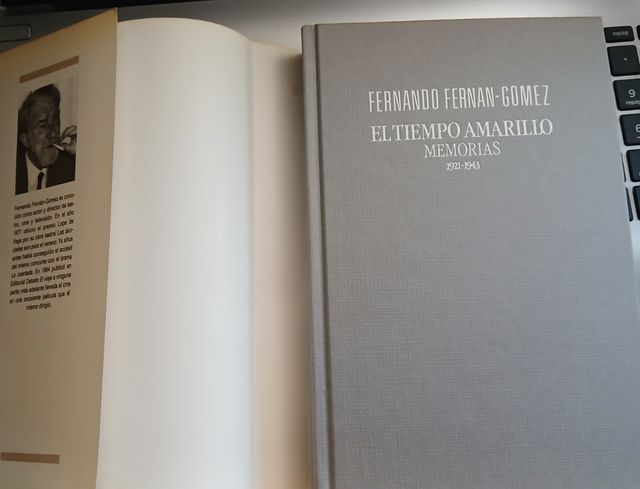 Fernando Fernán-Gómez es cono-
cido como actor y director de tea-
tro, cine y televisión. En el año
1977 obtuvo el premio Lope de
Vega por su obra teatral Las bici-
cletas son para el verano. Ya años
antes había conseguido el accésit
del mismo concurso con el drama
La coartada. En 1984 publicó en
Editorial Debate El viaje a ninguna
parte, más adelante llevada al cine
en una excelente película que él
mismo dirigió.
FERNANDO FERNAN-GOMEZ
EL TIEMPO AMARILLO
MEMORIAS
1921-1943
repág
9
repág
6